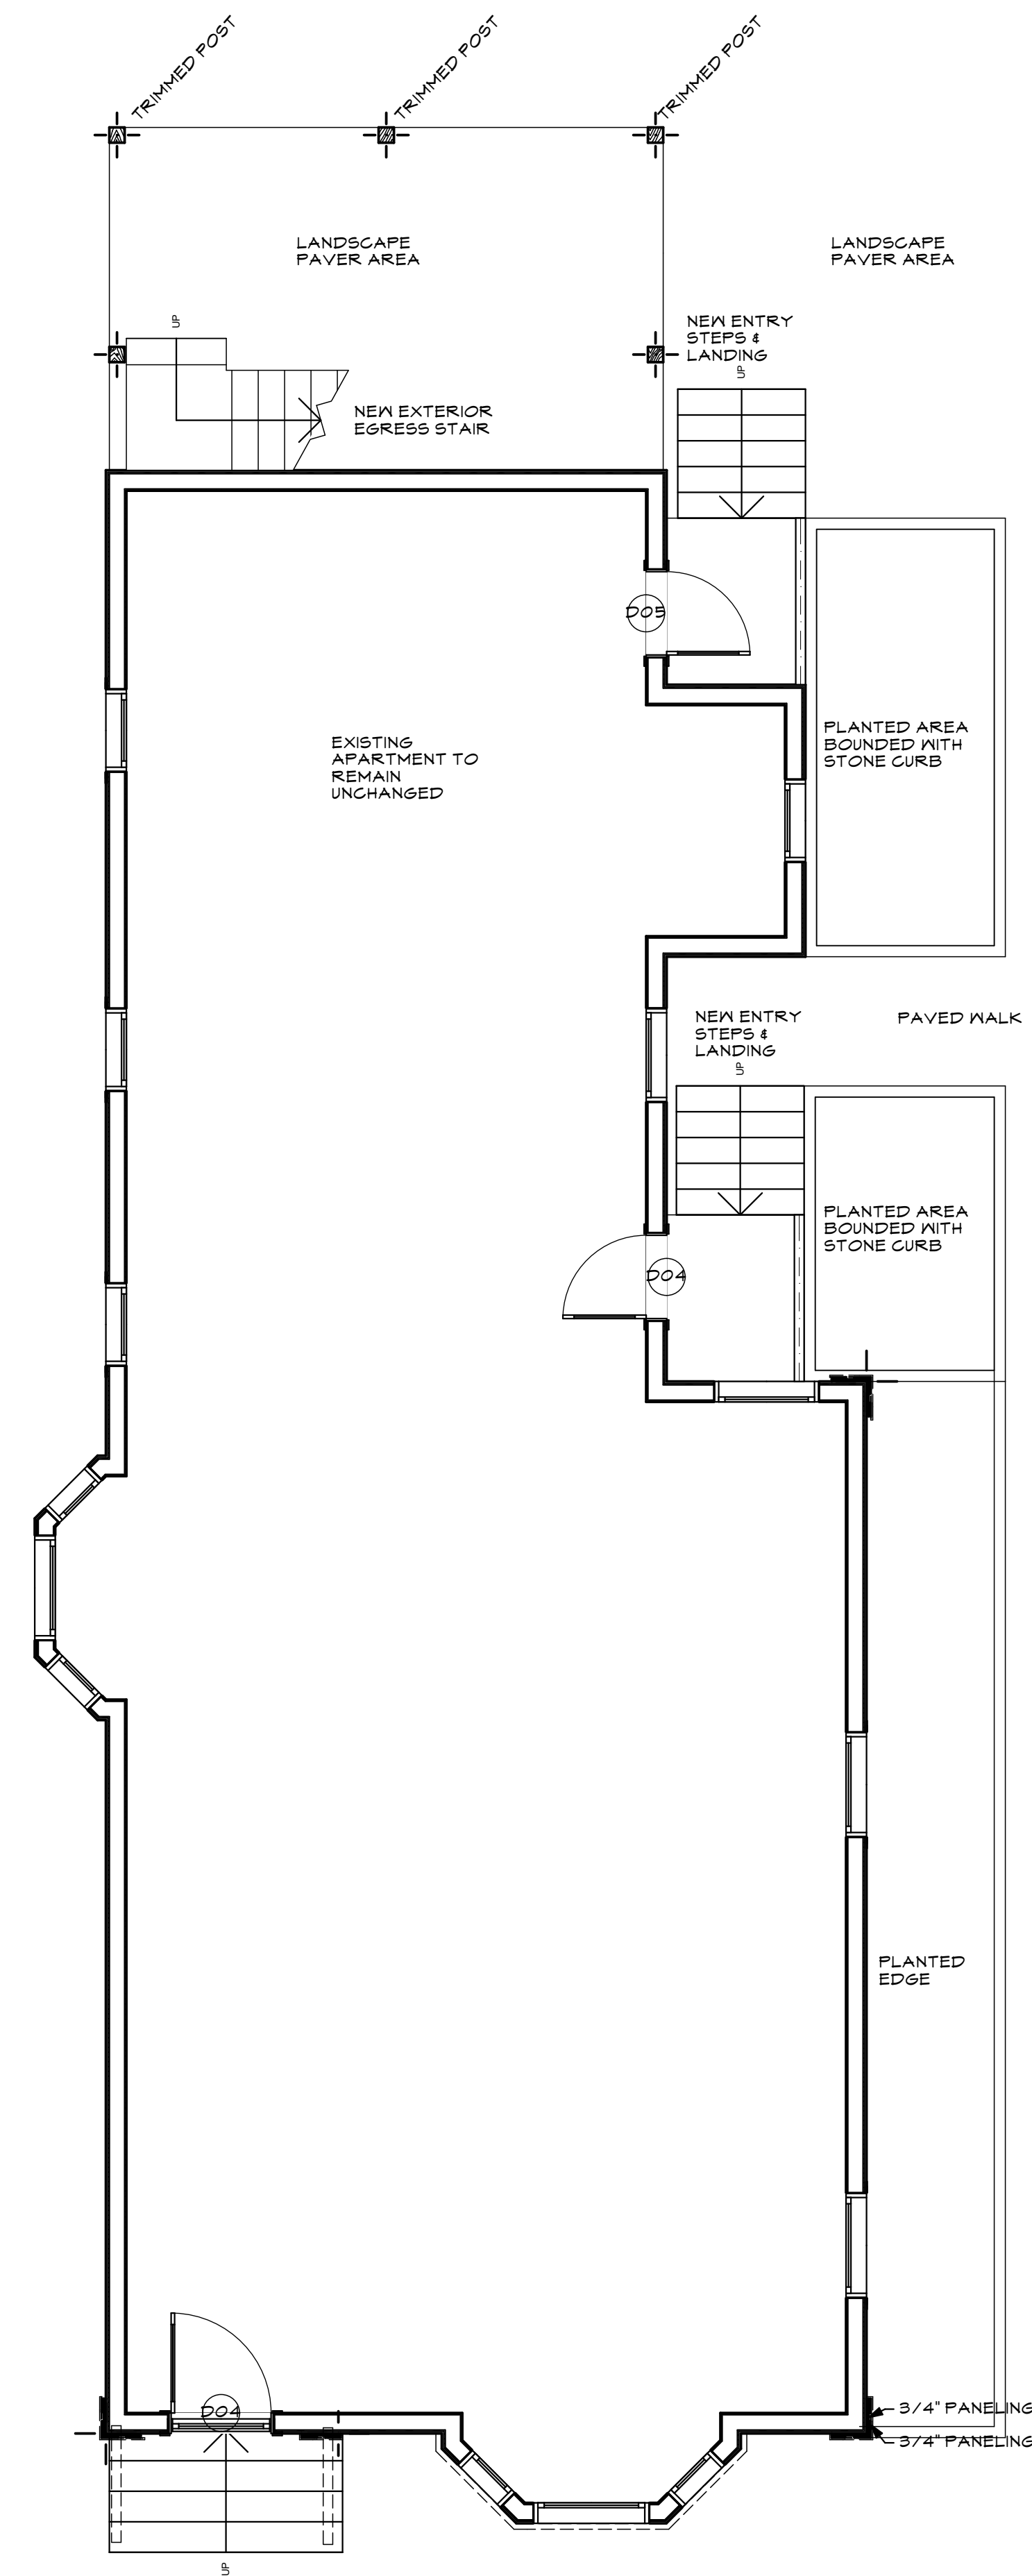 TRIMMED POST
TRIMMED POST
TRIMMED POST
LANDSCAPE
PAVER AREA
LANDSCAPE
PAVER AREA
UP
NEW ENTRY
STEPS &
LANDING
UP
NEW EXTERIOR
EGRESS STAIR
D05
PLANTED AREA
BOUNDED WITH
STONE CURB
EXISTING
APARTMENT TO
REMAIN
UNCHANGED
NEW ENTRY
STEPS &
LANDING
PAVED WALK
UP
PLANTED AREA
BOUNDED WITH
STONE CURB
D04
PLANTED
EDGE
D04
3/4" PANELING
3/4" PANELING
UP